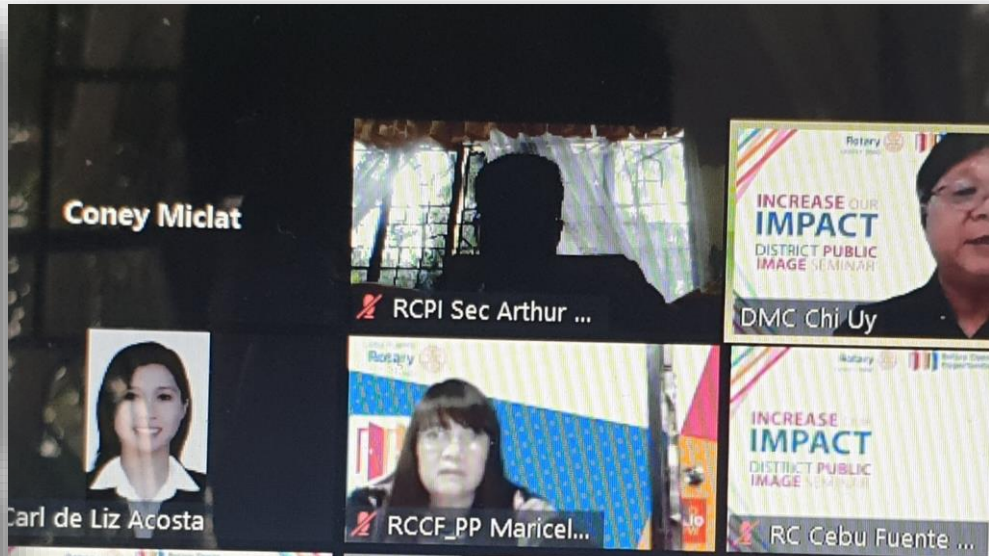 Coney Miclat
RCPI Sec Arthur ...
Rotary
INCREASE OUR
IMPACT
DISTRICT PUBLIC
IMAGE SEMINAR
DMC Chi Uy
Carl de Liz Acosta
Rotary
RCCF_PP Maricel...
Rotary
INCREASE
IMPACT
DISTRICT PUBLIC
IMAGE SEMINAR
RC Cebu Fuente ...